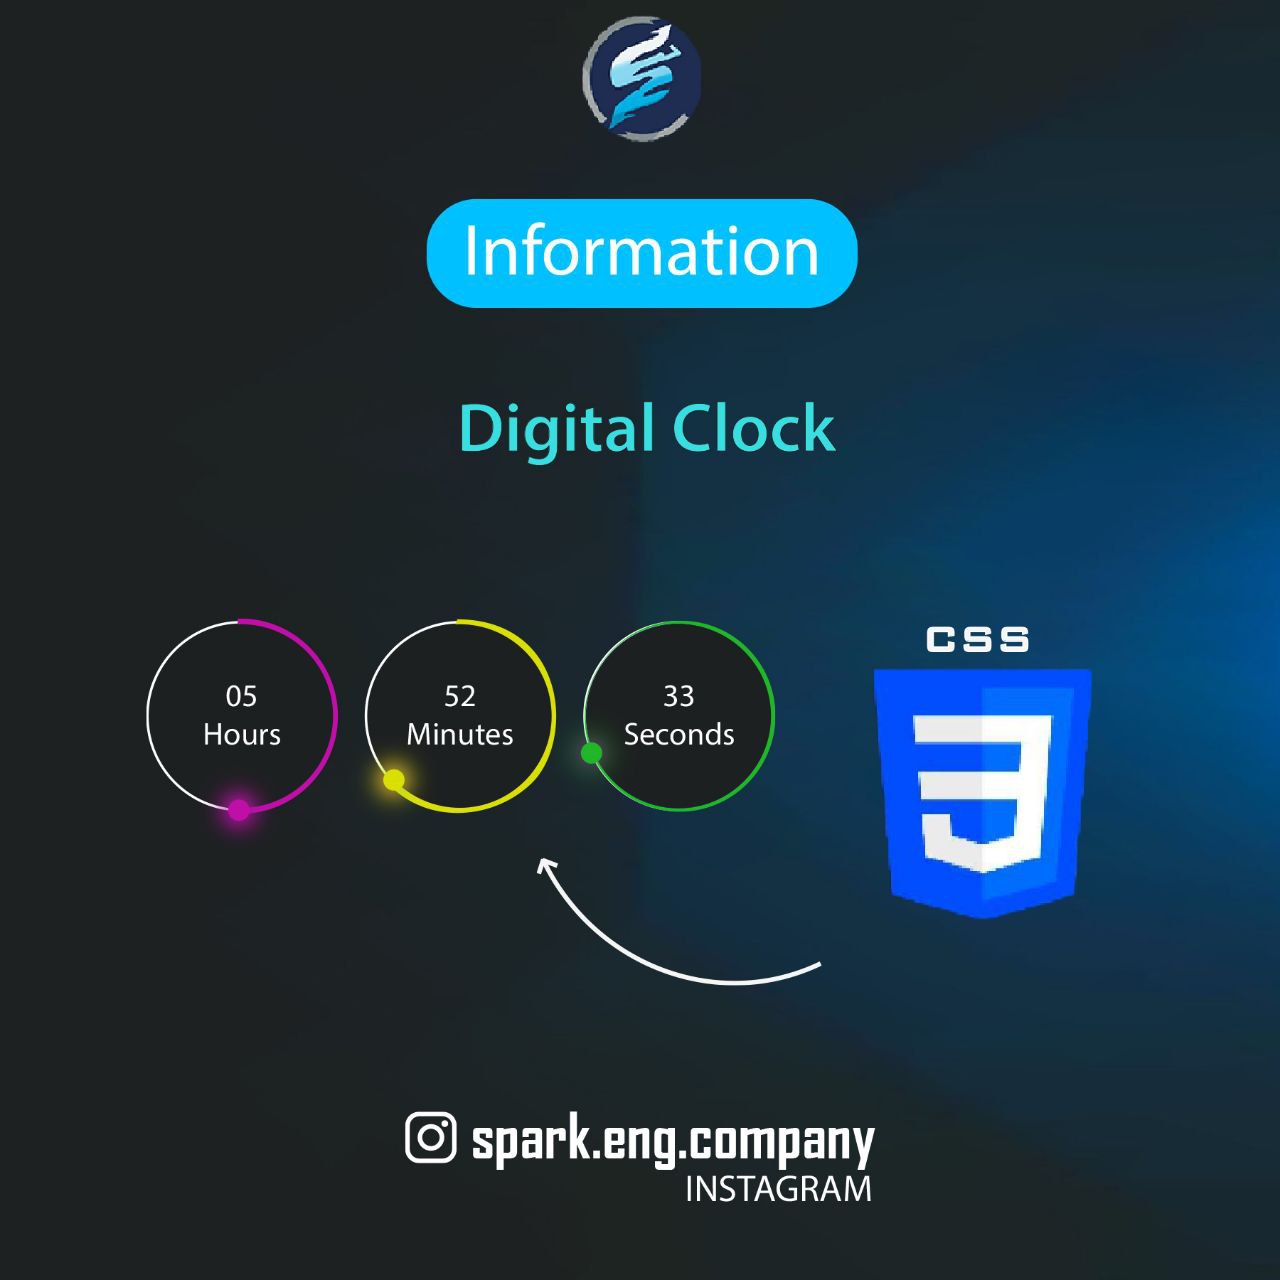 Information
Digital Clock
05
Hours
52
Minutes
33
Seconds
CSS
spark.eng.company
INSTAGRAM